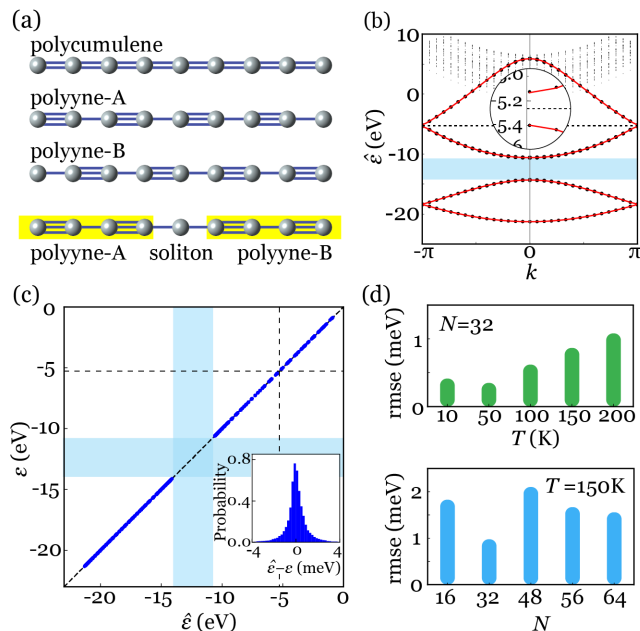 (a)
polycumulene
polyyne-A
polyyne-B
polyyne-A soliton polyyne-B
(b)
10
0
-10
-20
ε̂ (eV)
5.0
5.2
5.4
-π 0 π
k
(c)
0
-5
-10
-15
-20
ε (eV)
-20 -15 -10 -5 0
ε̂ (eV)
Probability
0.8
0.4
0.0
-4 0 4
ε̂-ε (meV)
(d)
N=32
rmse (meV)
1
0
10 50 100 150 200
T (K)
T =150K
rmse (meV)
2
1
0
16 32 48 56 64
N